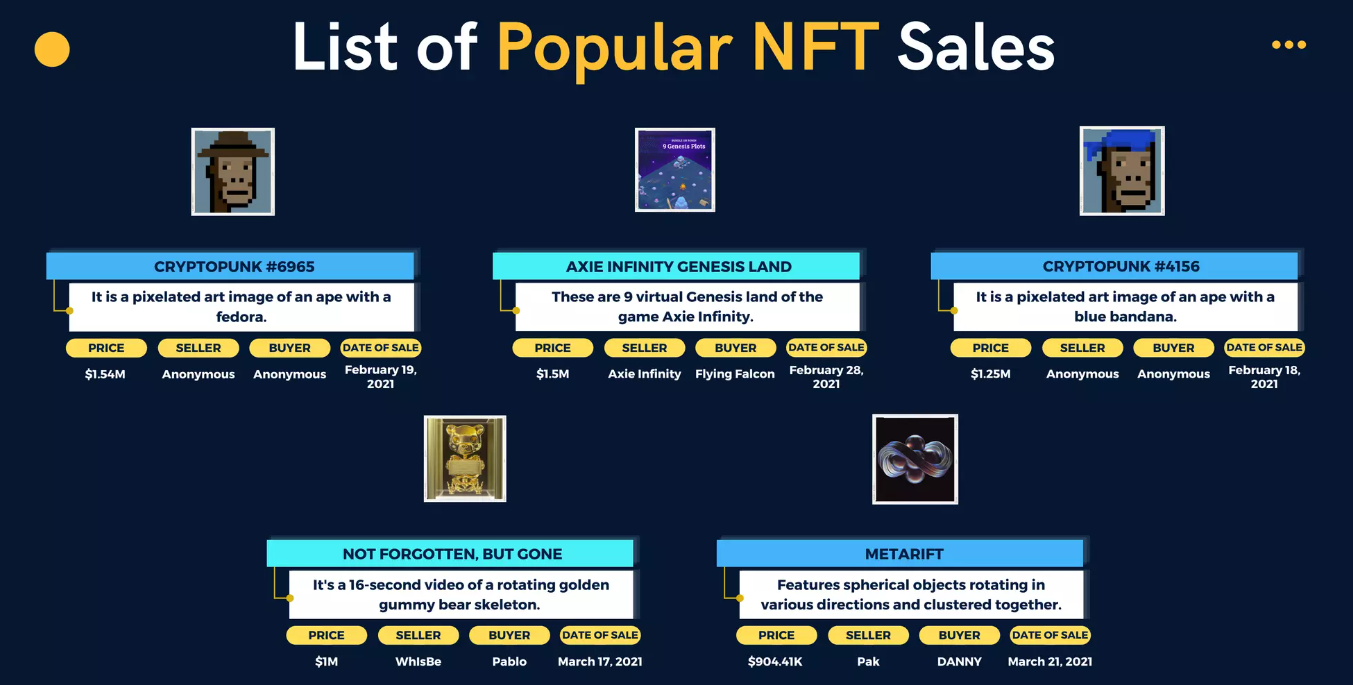 List of Popular NFT Sales
9 Genesis Plots
CRYPTOPUNK #6965
It is a pixelated art image of an ape with a
fedora.
PRICE SELLER BUYER DATE OF SALE
$1.54M Anonymous Anonymous February 19,
2021
AXIE INFINITY GENESIS LAND
These are 9 virtual Genesis land of the
game Axie Infinity.
PRICE SELLER BUYER DATE OF SALE
$1.5M Axie Infinity Flying Falcon February 28,
2021
CRYPTOPUNK #4156
It is a pixelated art image of an ape with a
blue bandana.
PRICE SELLER BUYER DATE OF SALE
$1.25M Anonymous Anonymous February 18,
2021
NOT FORGOTTEN, BUT GONE
It's a 16-second video of a rotating golden
gummy bear skeleton.
PRICE SELLER BUYER DATE OF SALE
$1M WhIsBe Pablo March 17, 2021
METARIFT
Features spherical objects rotating in
various directions and clustered together.
PRICE SELLER BUYER DATE OF SALE
$904.41K Pak DANNY March 21, 2021